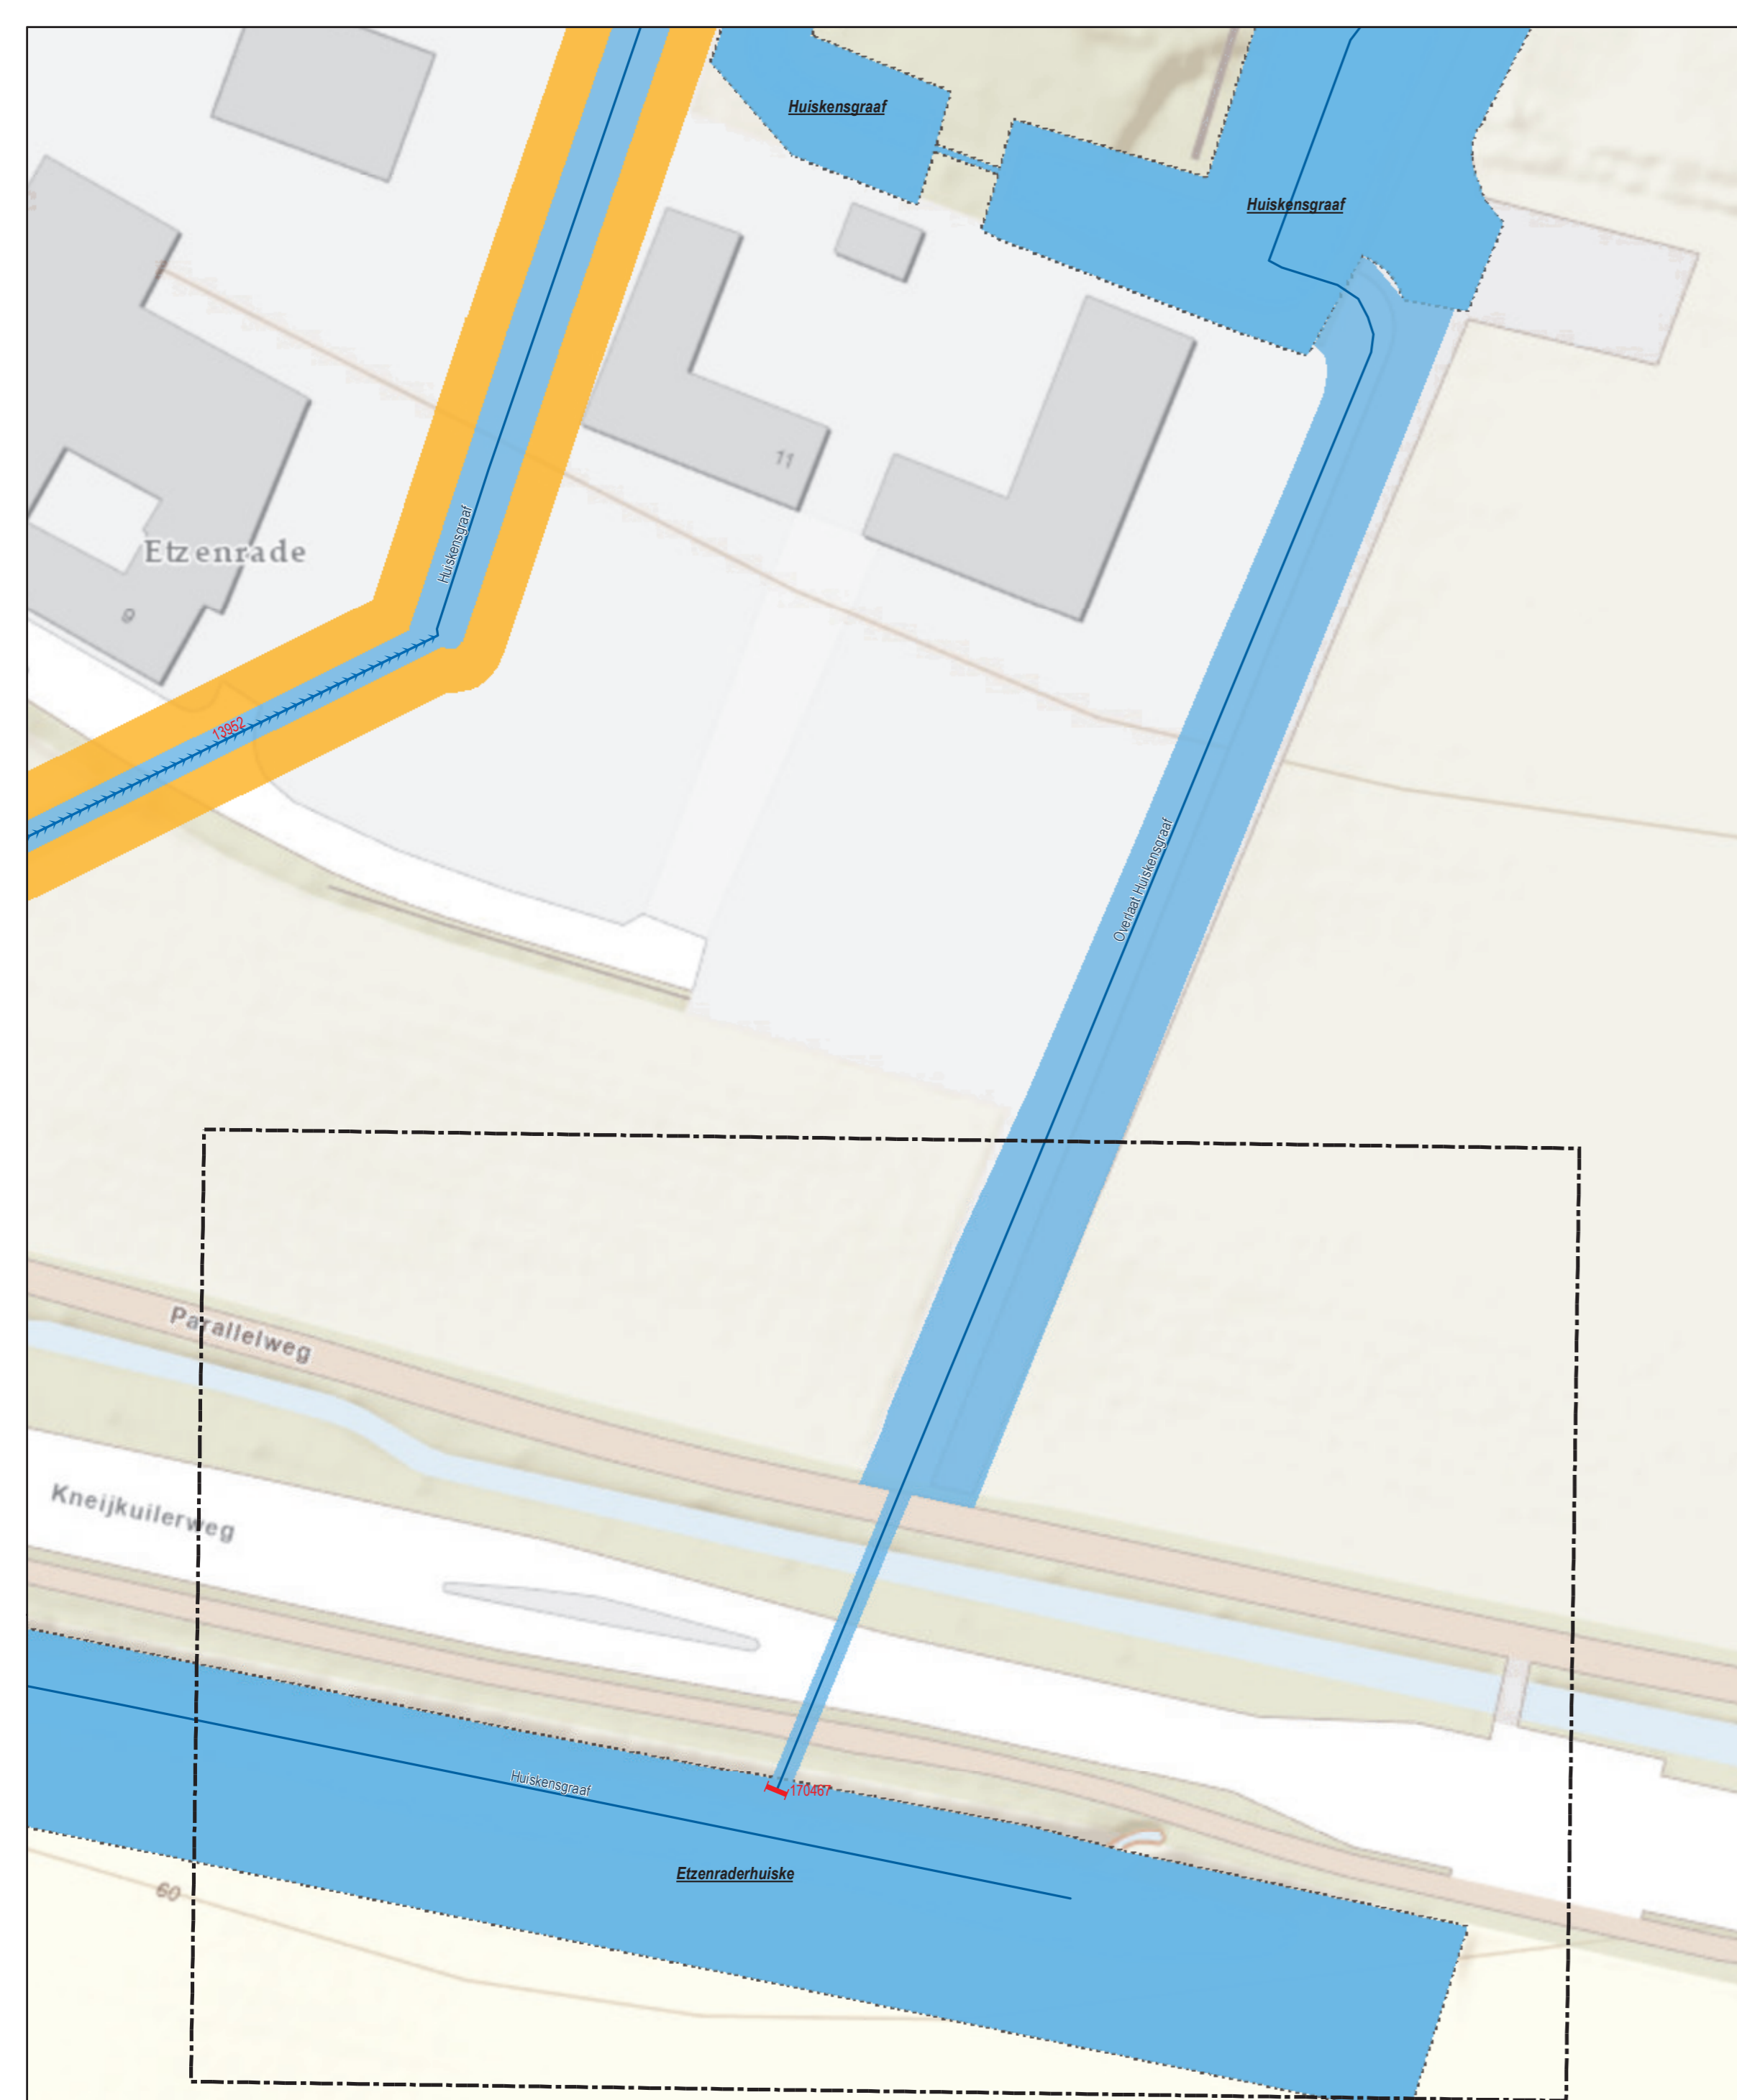 Huiskensgraaf
Huiskensgraaf
11
Huiskensgraaf
Etzenrade
9
13952
Overlaat Huiskensgraaf
Parallelweg
Kneijkuilerweg
Huiskensgraaf
170467
Etzenraderhuiske
60